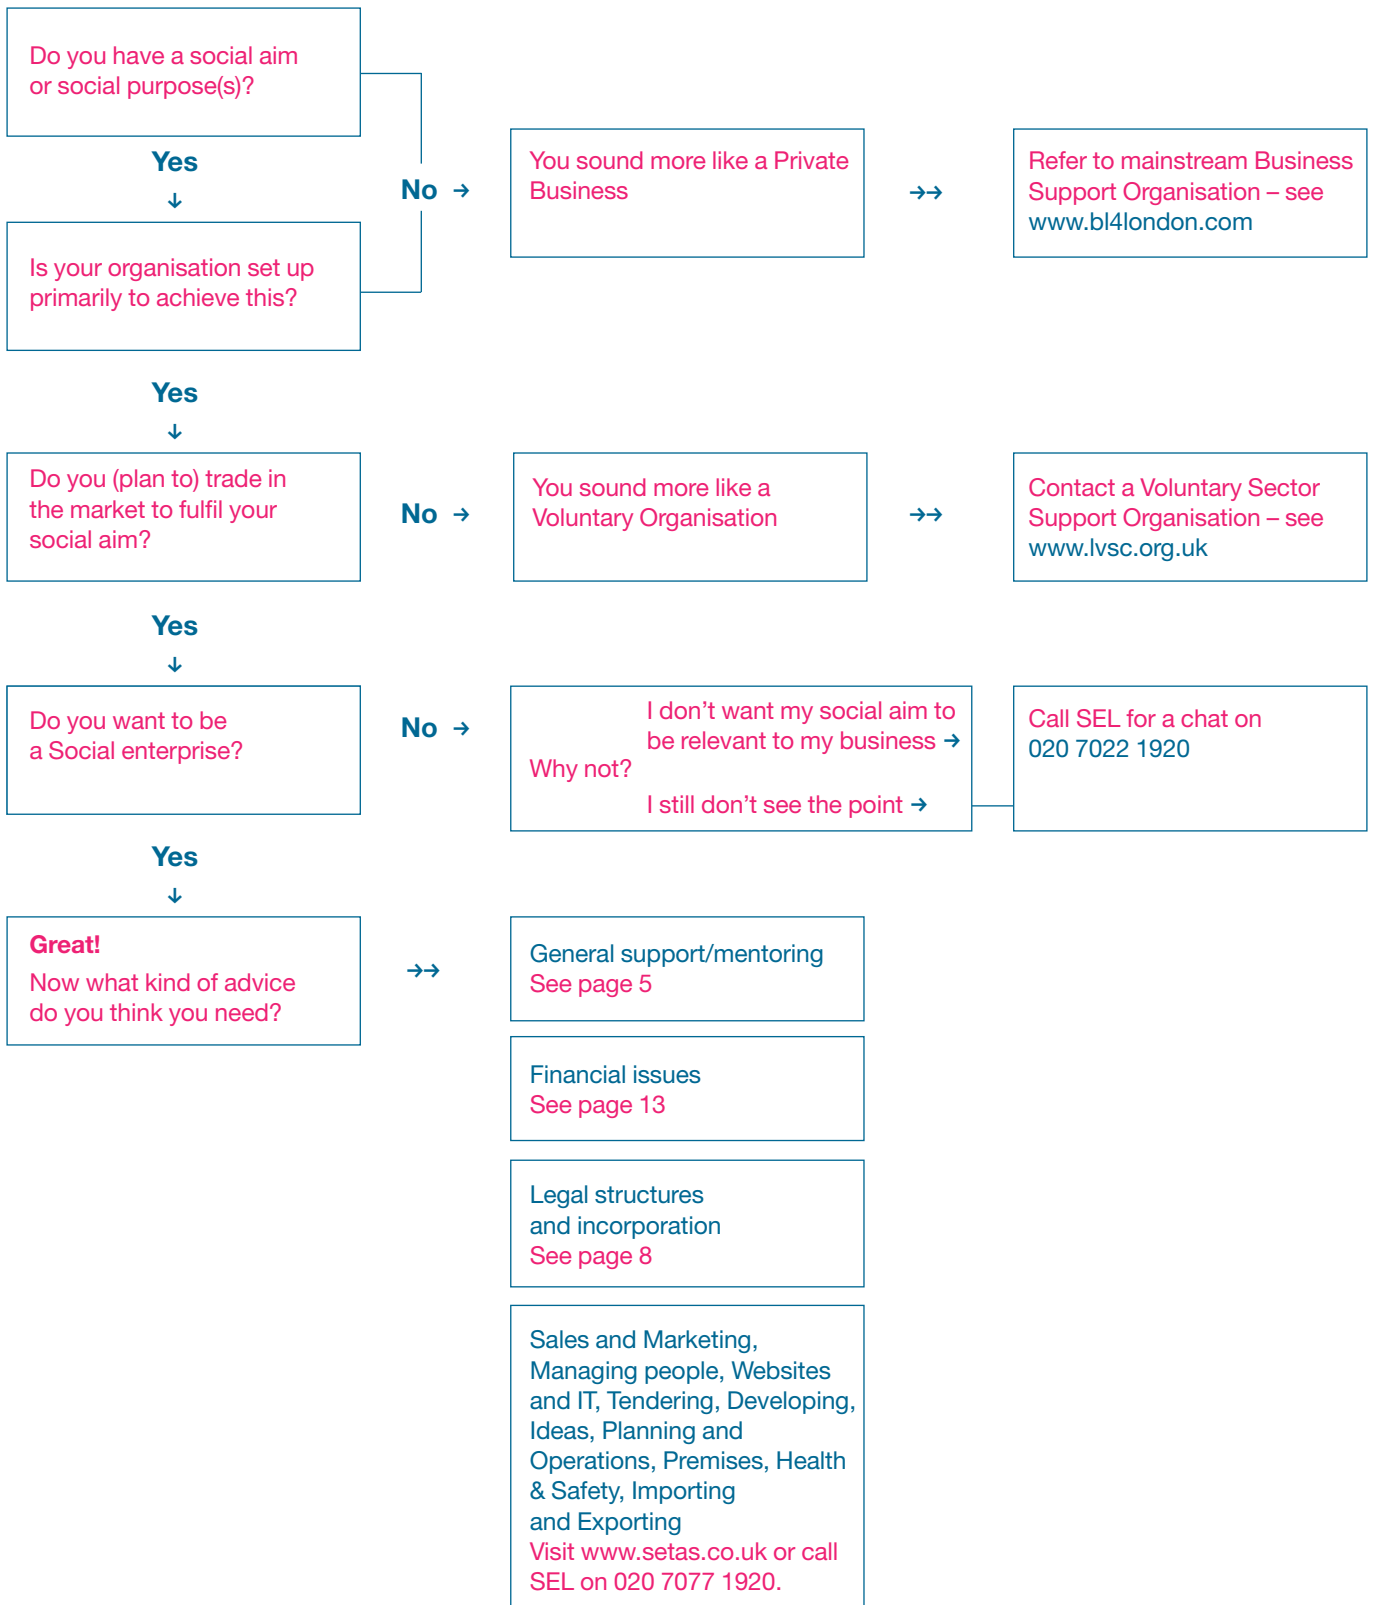 Do you have a social aim
or social purpose(s)?
Yes
↓
No →
You sound more like a Private
Business
→→
Refer to mainstream Business
Support Organisation – see
www.bl4london.com
Is your organisation set up
primarily to achieve this?
Yes
↓
Do you (plan to) trade in
the market to fulfil your
social aim?
No →
You sound more like a
Voluntary Organisation
→→
Contact a Voluntary Sector
Support Organisation – see
www.lvsc.org.uk
Yes
↓
Do you want to be
a Social enterprise?
No →
Why not?
I don't want my social aim to
be relevant to my business →
I still don't see the point →
Call SEL for a chat on
020 7022 1920
Yes
↓
Great!
Now what kind of advice
do you think you need?
→→
General support/mentoring
See page 5
Financial issues
See page 13
Legal structures
and incorporation
See page 8
Sales and Marketing,
Managing people, Websites
and IT, Tendering, Developing,
Ideas, Planning and
Operations, Premises, Health
& Safety, Importing
and Exporting
Visit www.setas.co.uk or call
SEL on 020 7077 1920.